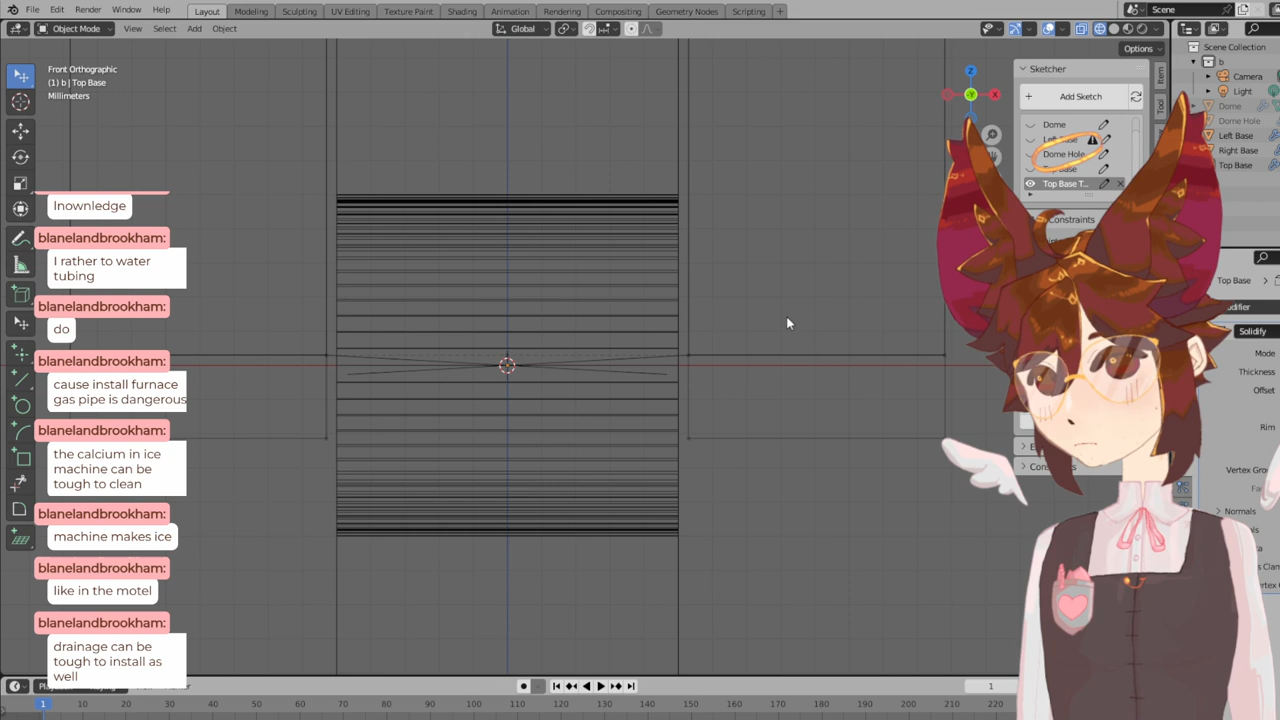 File Edit Render Window Help
Layout Modeling Sculpting UV Editing Texture Paint Shading Animation Rendering Compositing Geometry Nodes Scripting +
Scene
Object Mode View Select Add Object
Global
Options
Front Orthographic
(1) b | Top Base
Millimeters
Z
X
-Y
Sketcher
Add Sketch
Dome
Left Base
Dome Hole
Top Base
Top Base T...
Constraints
Item
Tool
Scene Collection
b
Camera
Light
Dome
Dome Hole
Left Base
Right Base
Top Base
Top Base
Solidify
Mode
Thickness
Offset
Rim
Vertex Gro
Normals
lnownledge
blanelandbrookham:
I rather to water
tubing
blanelandbrookham:
do
blanelandbrookham:
cause install furnace
gas pipe is dangerous
blanelandbrookham:
the calcium in ice
machine can be
tough to clean
blanelandbrookham:
machine makes ice
blanelandbrookham:
like in the motel
blanelandbrookham:
drainage can be
tough to install as
well
1
1 10 20 30 40 50 60 70 80 90 100 110 120 130 140 150 160 170 180 190 200 210 220